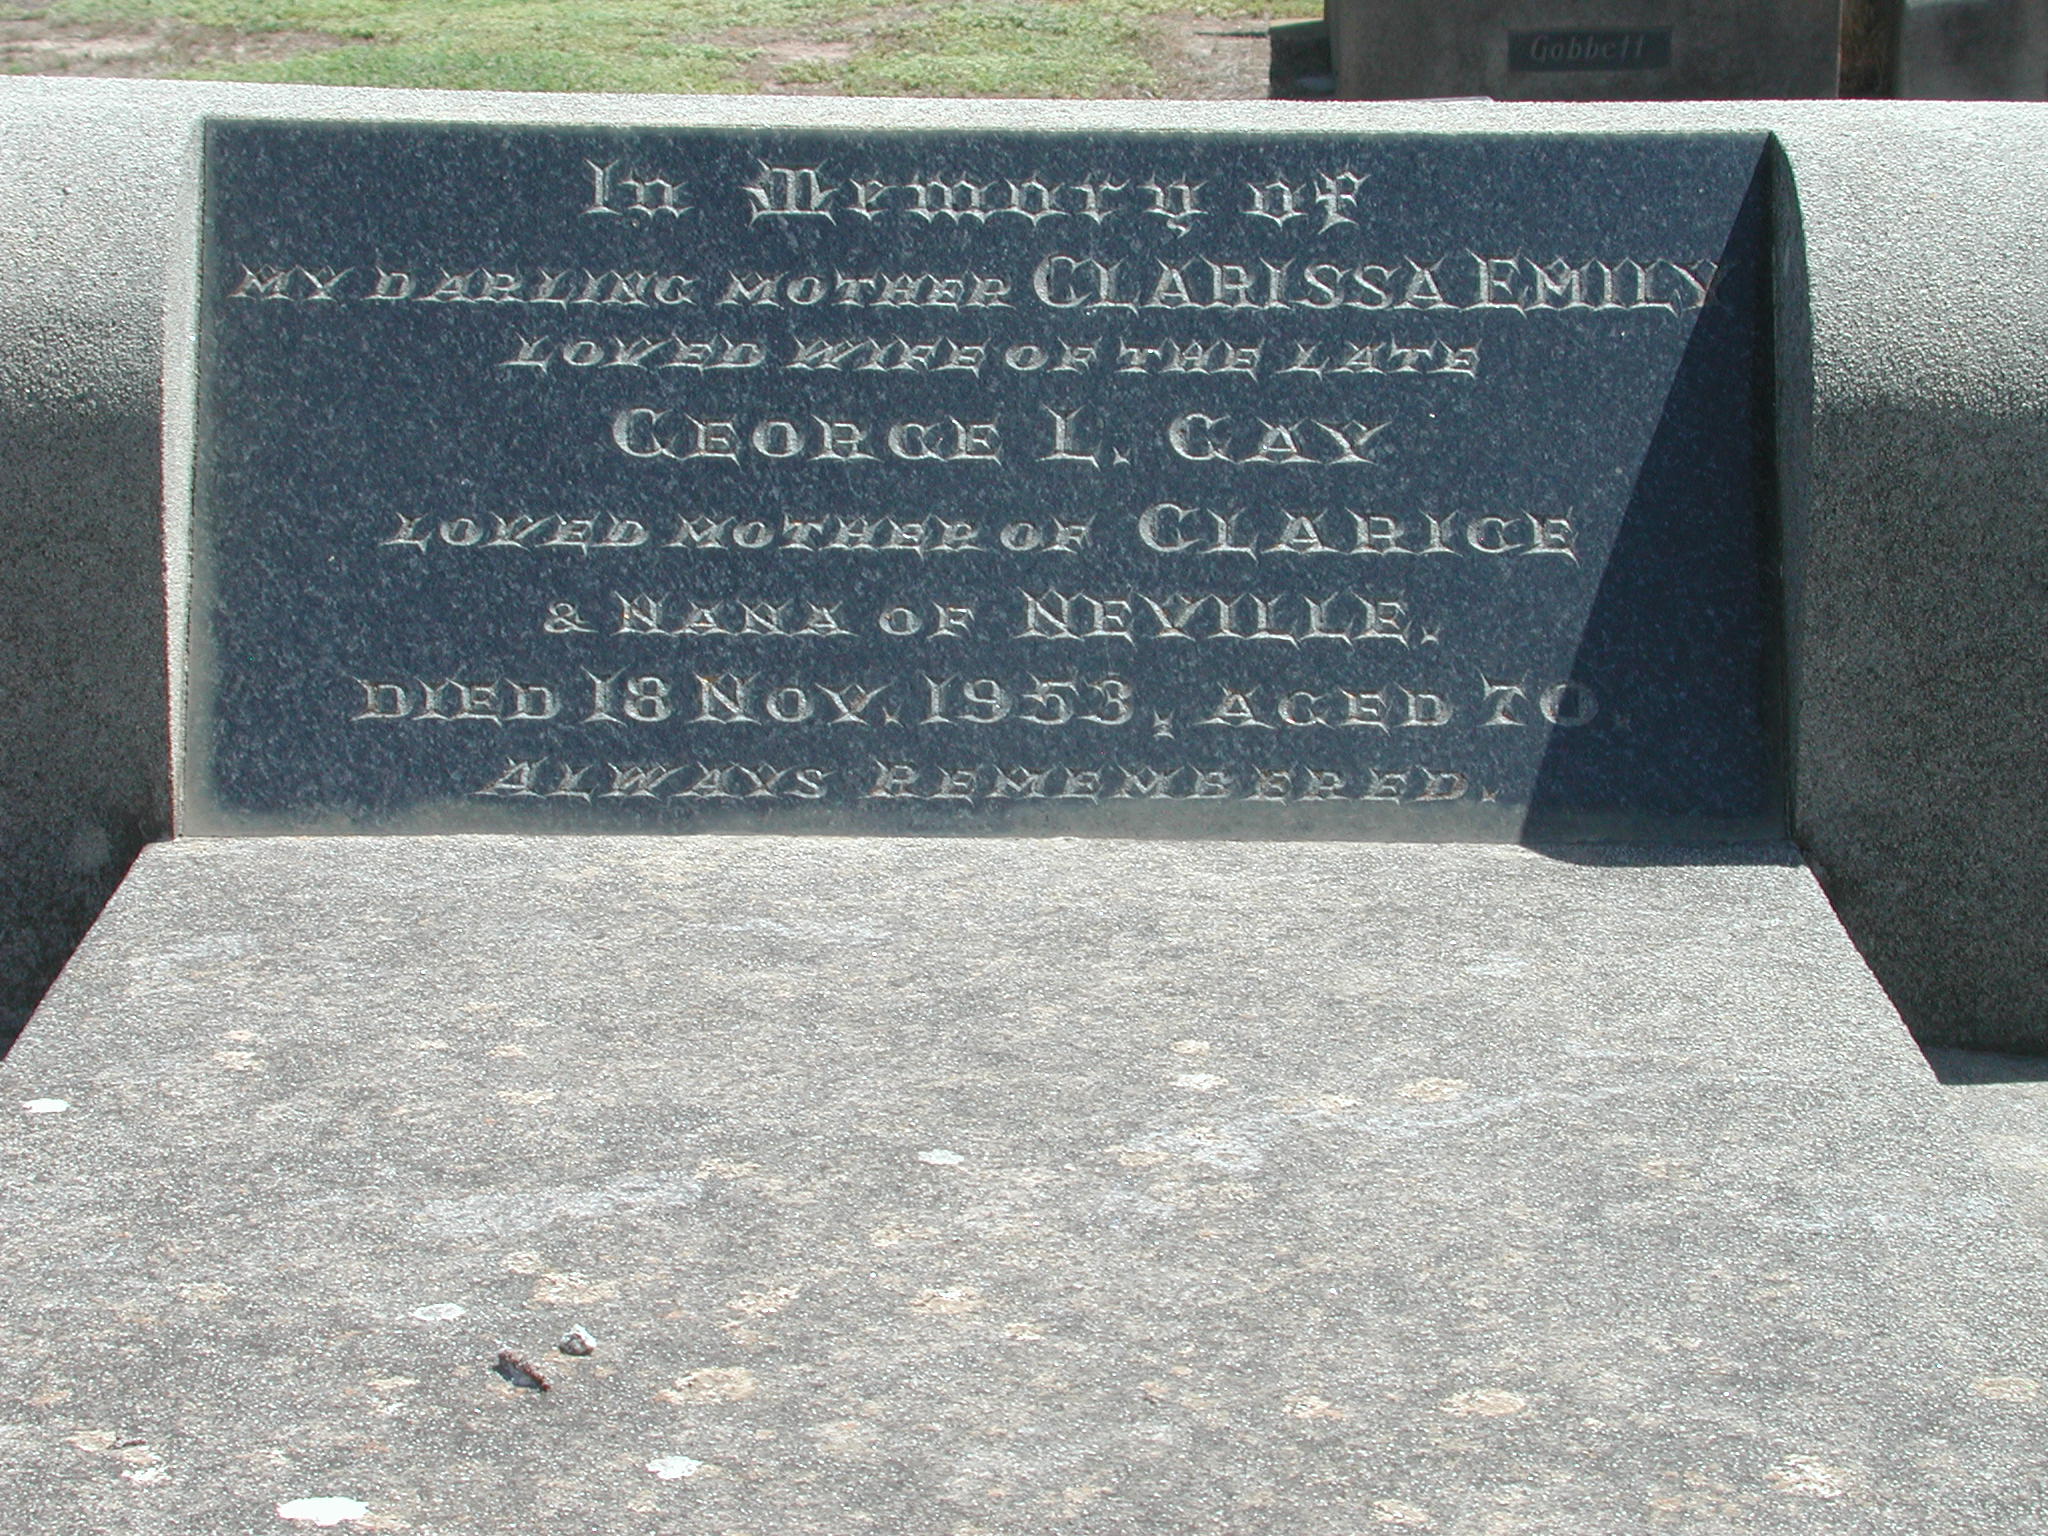 Gabbett
In Memory of
MY DARLING MOTHER CLARISSA EMILY
LOVED WIFE OF THE LATE
GEORGE L. GAY
LOVED MOTHER OF CLARICE
& NANA OF NEVILLE.
DIED 18 NOV. 1953, AGED 70.
ALWAYS REMEMBERED.